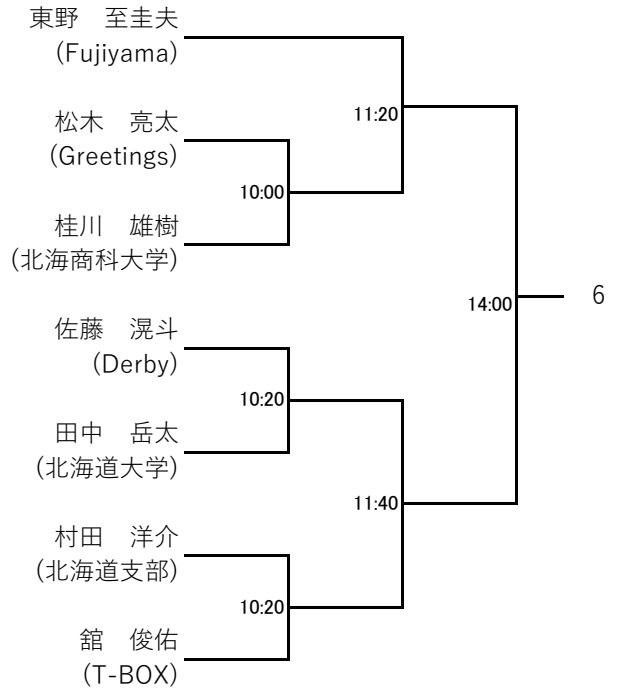 東野　至圭夫
(Fujiyama)
11:20
松木　亮太
(Greetings)
10:00
桂川　雄樹
(北海商科大学)
6
14:00
佐藤　滉斗
(Derby)
10:20
田中　岳太
(北海道大学)
11:40
村田　洋介
(北海道支部)
10:20
舘　俊佑
(T-BOX)